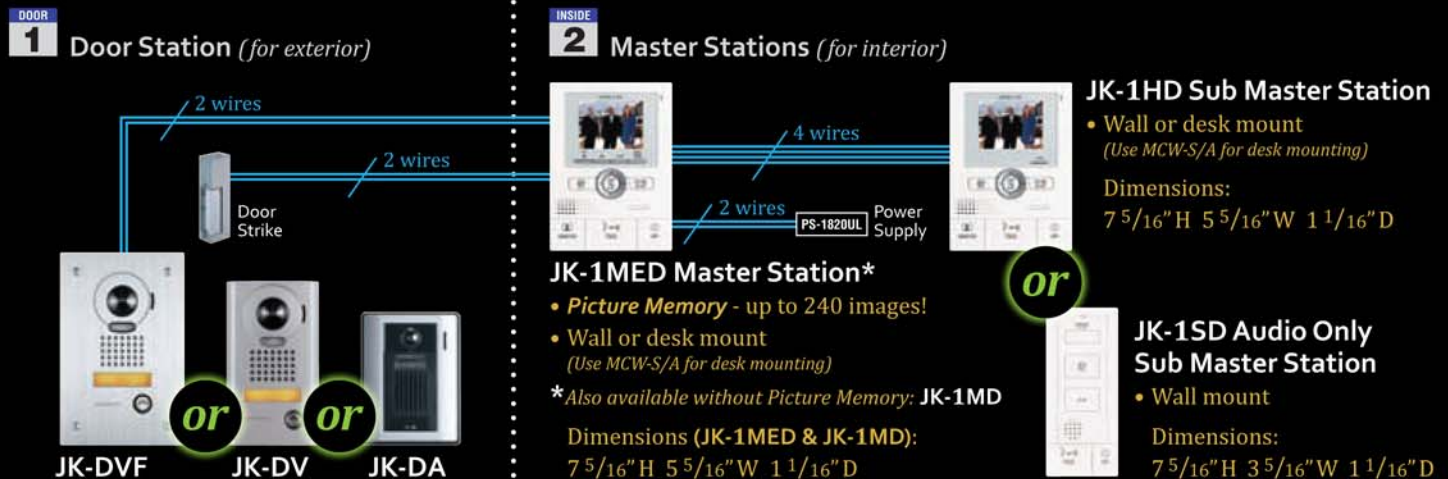 DOOR
1
Door Station (for exterior)
2 wires
2 wires
Door
Strike
or
or
JK-DVF
JK-DV
JK-DA
INSIDE
2
Master Stations (for interior)
4 wires
2 wires
PS-1820UL
Power
Supply
JK-1MED Master Station*
• Picture Memory - up to 240 images!
• Wall or desk mount
(Use MCW-S/A for desk mounting)
*Also available without Picture Memory: JK-1MD
Dimensions (JK-1MED & JK-1MD):
7 5/16"H 5 5/16"W 1 1/16"D
JK-1HD Sub Master Station
• Wall or desk mount
(Use MCW-S/A for desk mounting)
Dimensions:
7 5/16"H 5 5/16"W 1 1/16"D
or
JK-1SD Audio Only
Sub Master Station
• Wall mount
Dimensions:
7 5/16"H 3 5/16"W 1 1/16"D